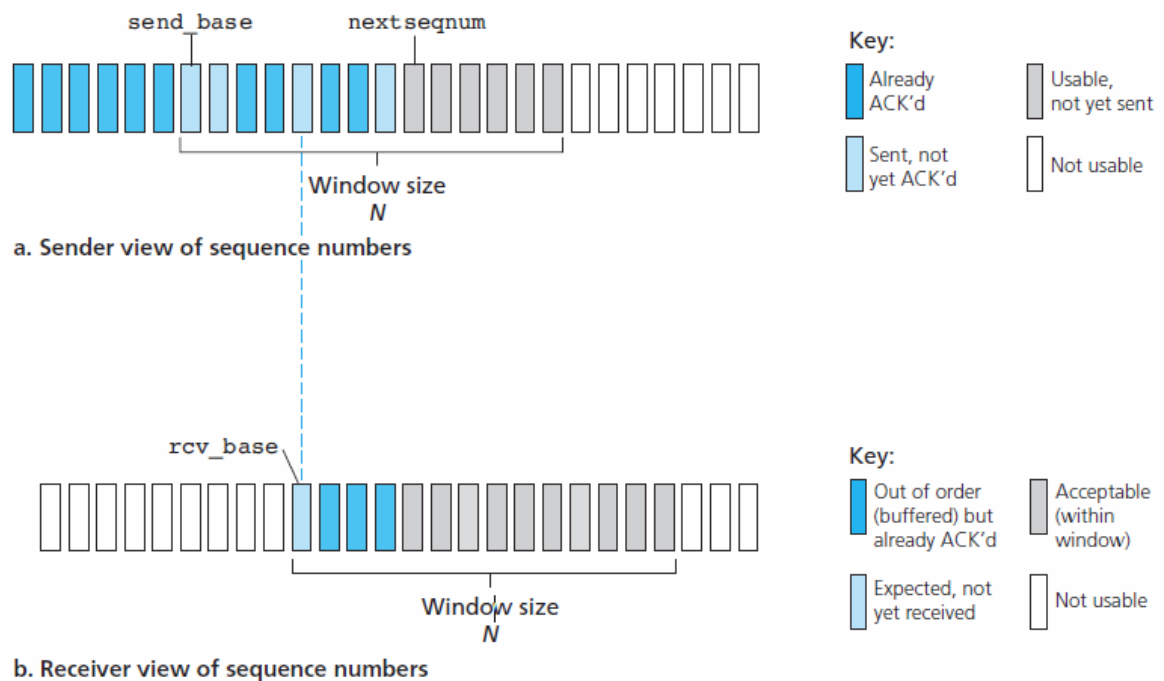 send_base
nextseqnum
Key:
Already
ACK'd
Usable,
not yet sent
Sent, not
yet ACK'd
Not usable
Window size
N
a. Sender view of sequence numbers
rcv_base
Key:
Out of order
(buffered) but
already ACK'd
Acceptable
(within
window)
Expected, not
yet received
Not usable
Window size
N
b. Receiver view of sequence numbers